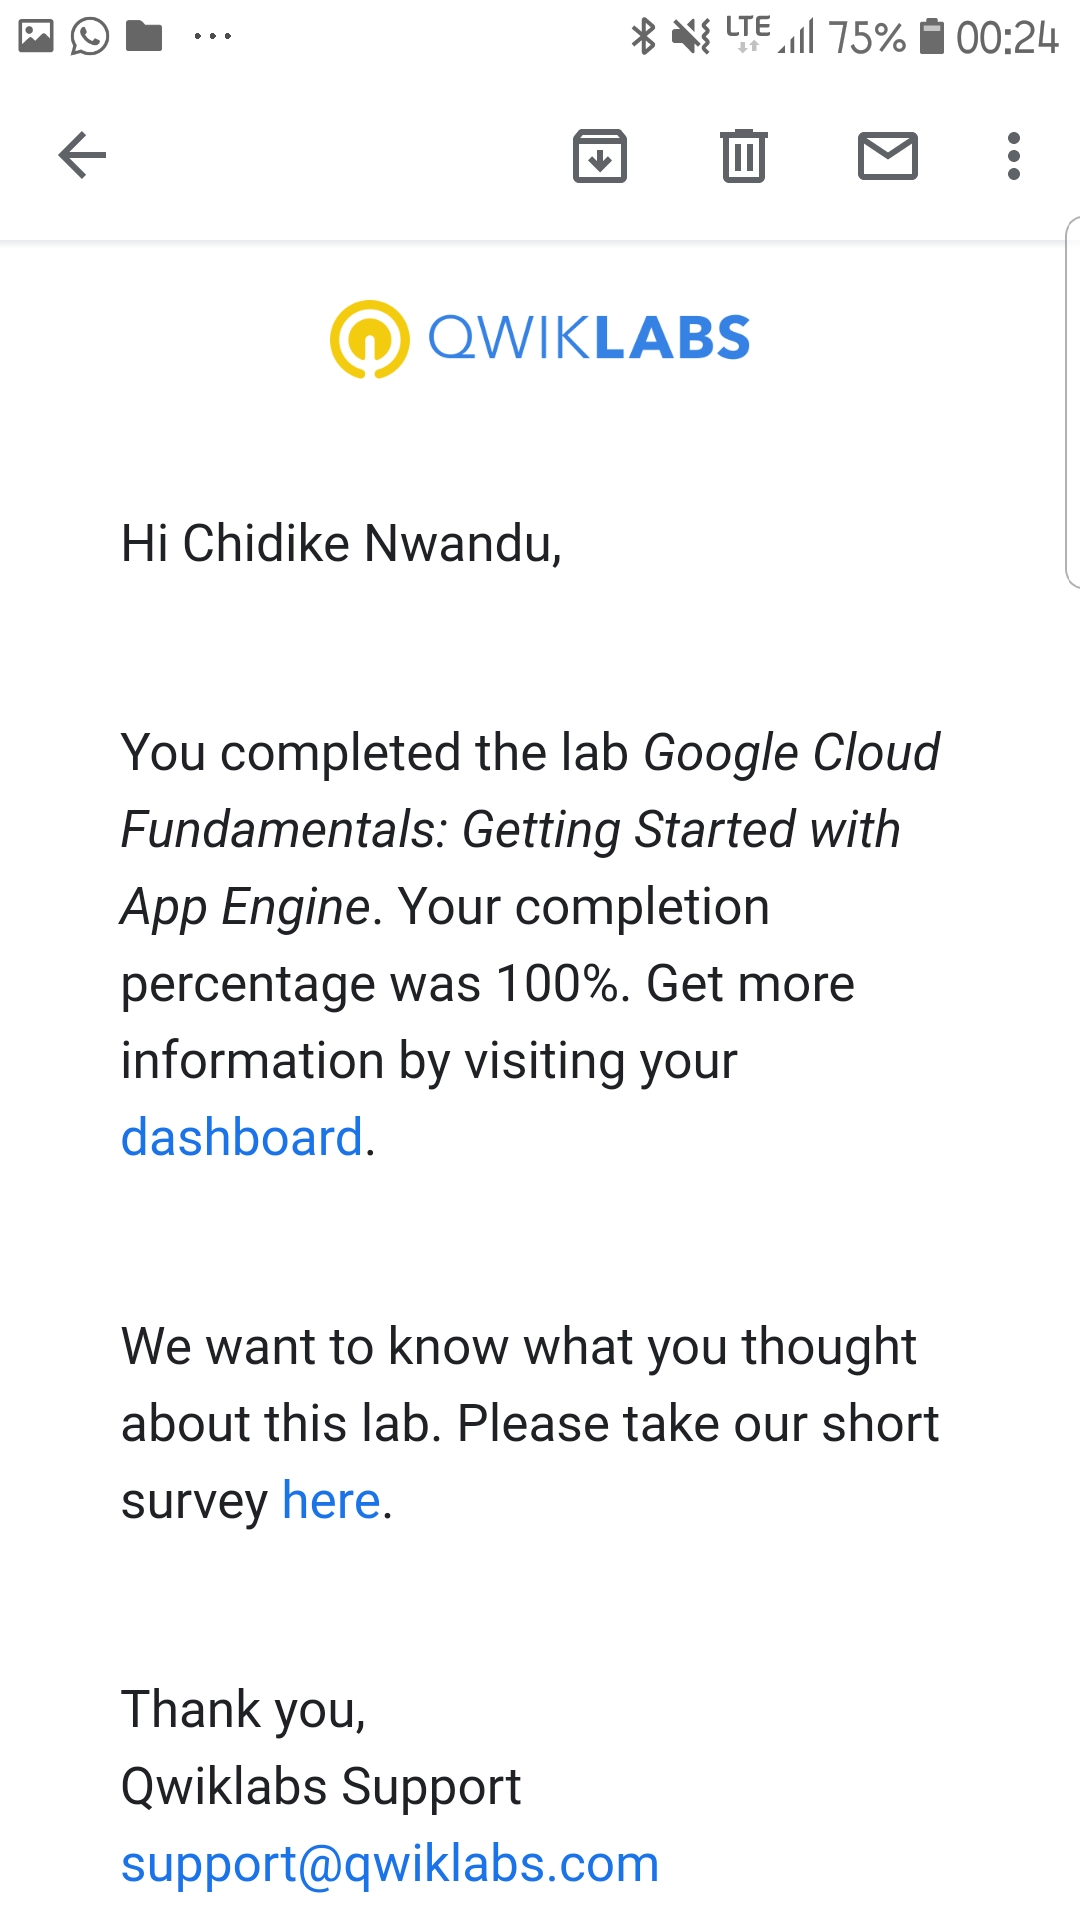 LTE 75% 00:24
QWIKLABS
Hi Chidike Nwandu,
You completed the lab Google Cloud
Fundamentals: Getting Started with
App Engine. Your completion
percentage was 100%. Get more
information by visiting your
dashboard.
We want to know what you thought
about this lab. Please take our short
survey here.
Thank you,
Qwiklabs Support
support@qwiklabs.com